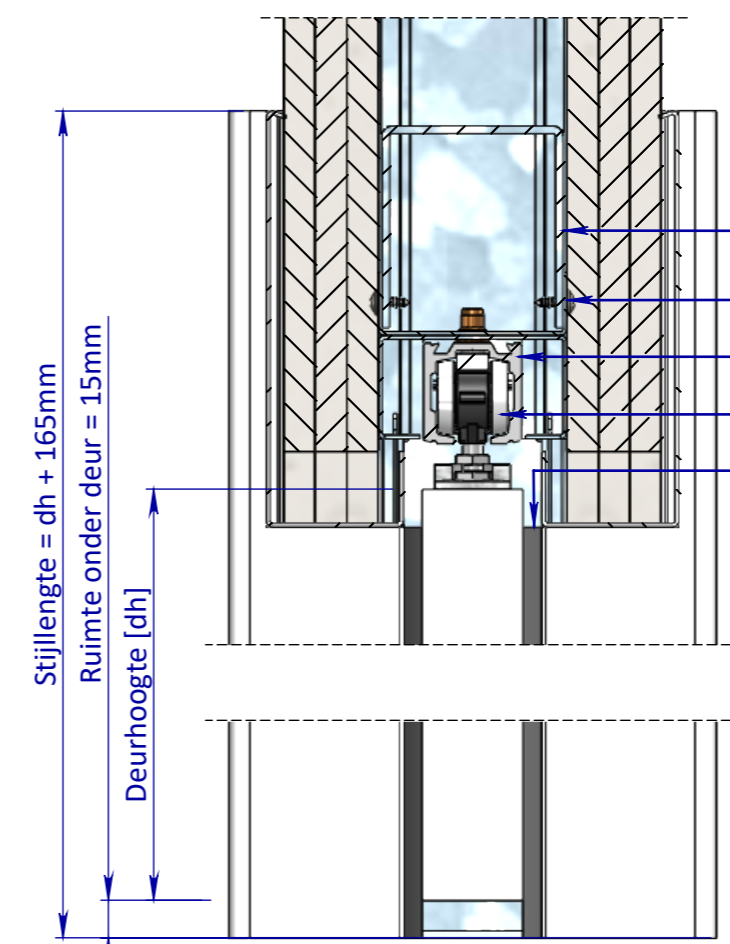 Stijllengte = dh + 165mm
Ruimte onder deur = 15mm
Deurhoogte [dh]